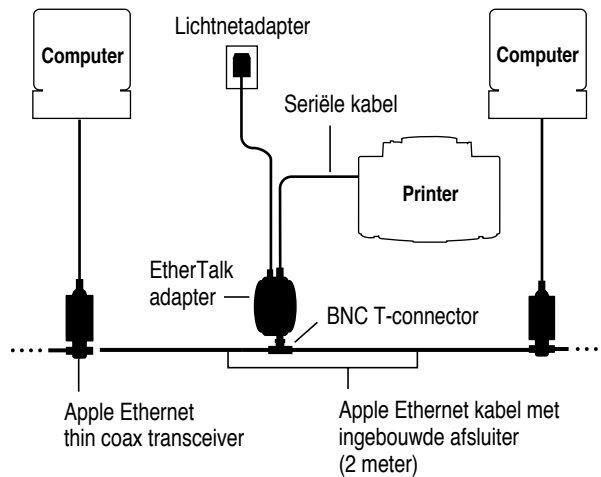 Lichtnetadapter
Computer
Computer
Seriële kabel
Printer
EtherTalk
adapter
BNC T-connector
Apple Ethernet
thin coax transceiver
Apple Ethernet kabel met
ingebouwde afsluiter
(2 meter)